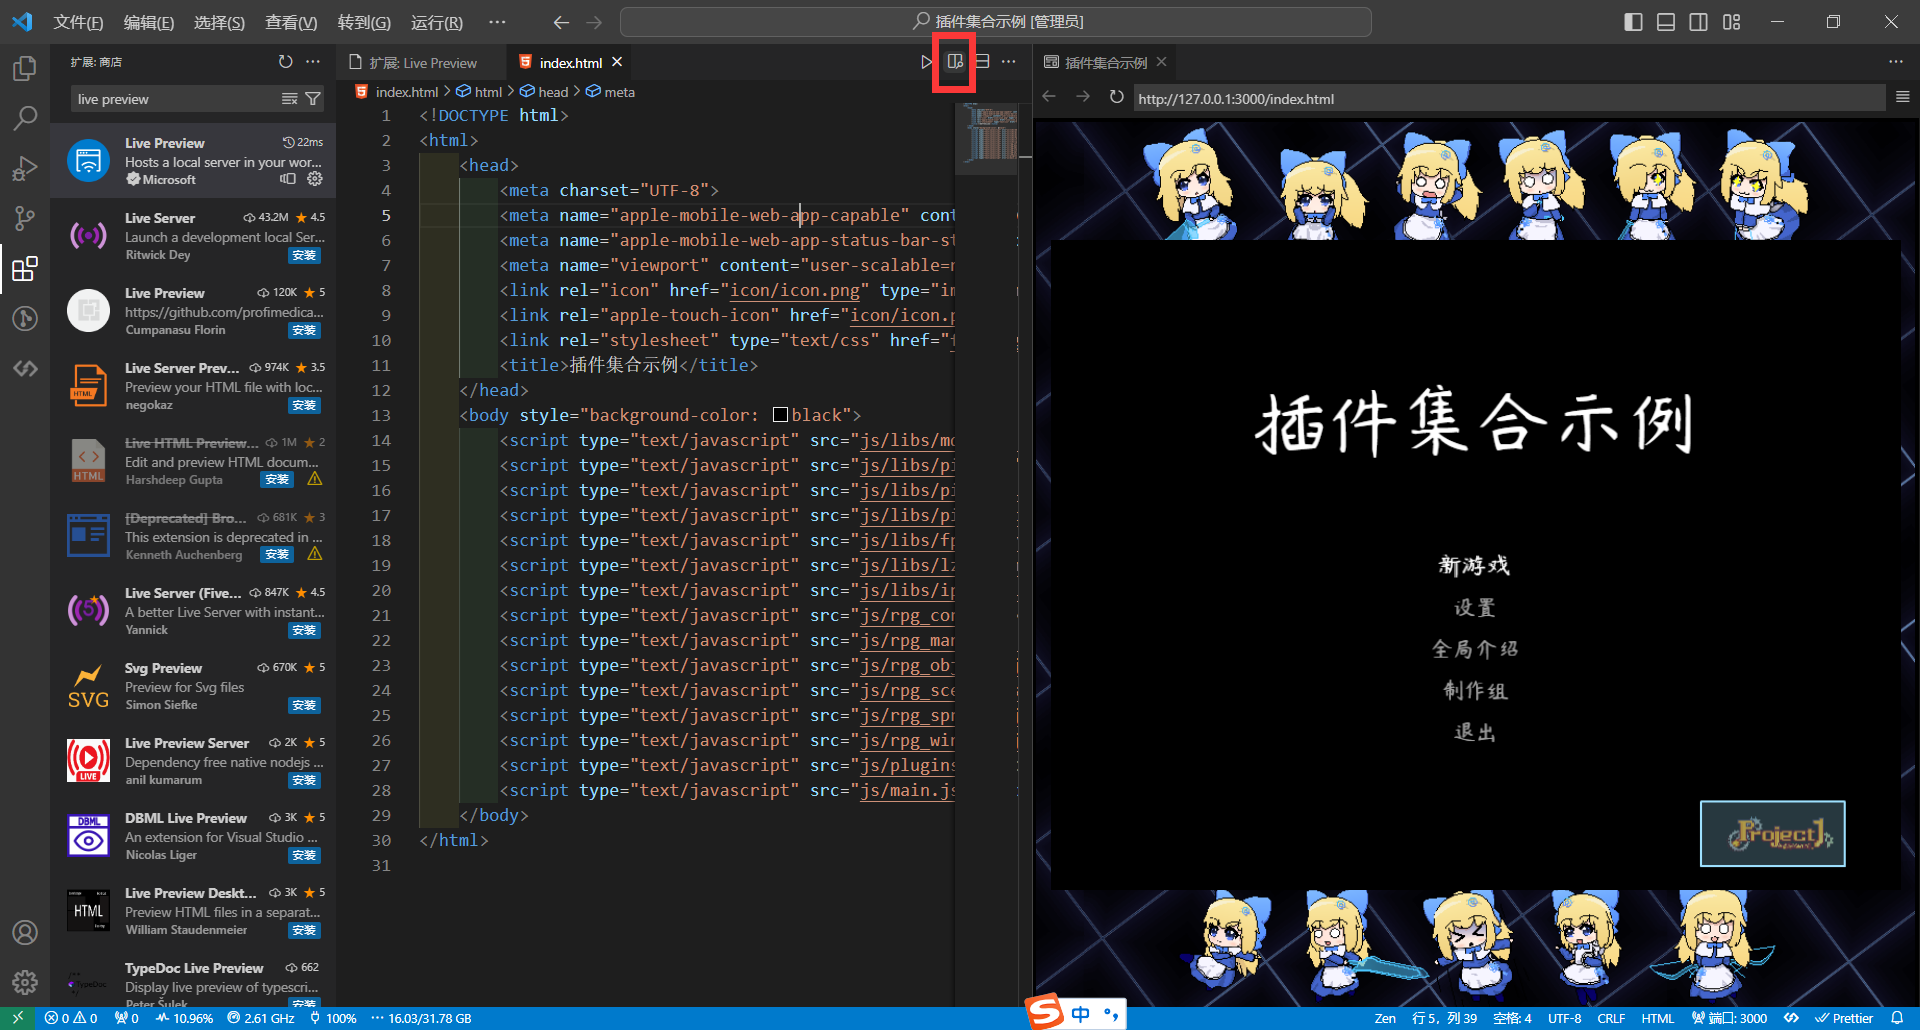 文件(F) 编辑(E) 选择(S) 查看(V) 转到(G) 运行(R) ···
插件集合示例 [管理员]
扩展: 商店
live preview
Live Preview 22ms
Hosts a local server in your wor...
Microsoft
Live Server 43.2M 4.5
Launch a development local Ser...
Ritwick Dey 安装
Live Preview 120K 5
https://github.com/profimedica...
Cumpanasu Florin 安装
Live Server Prev... 974K 3.5
Preview your HTML file with loc...
negokaz 安装
HTML
Live HTML Preview... 1M 2
Edit and preview HTML docum...
Harshdeep Gupta 安装
HTML
[Deprecated] Bro... 681K 3
This extension is deprecated in ...
Kenneth Auchenberg 安装
Live Server (Five... 847K 4.5
A better Live Server with instant...
Yannick 安装
5
Svg Preview 670K 5
Preview for Svg files
Simon Siefke 安装
SVG
Live Preview Server 2K 5
Dependency free native nodejs ...
anil kumarum 安装
LIVE
DBML Live Preview 3K 5
An extension for Visual Studio ...
Nicolas Liger 安装
DBML
Live Preview Deskt... 3K 5
Preview HTML files in a separat...
William Staudenmeier 安装
HTML
TypeDoc Live Preview 662
Display live preview of typescri...
Peter Šulek 安装
扩展: Live Preview
index.html
index.html > html > head > meta
1 <!DOCTYPE html>
2 <html>
3 <head>
4 <meta charset="UTF-8">
5 <meta name="apple-mobile-web-app-capable" cont
6 <meta name="apple-mobile-web-app-status-bar-st
7 <meta name="viewport" content="user-scalable=n
8 <link rel="icon" href="icon/icon.png" type="im
9 <link rel="apple-touch-icon" href="icon/icon.p
10 <link rel="stylesheet" type="text/css" href="f
11 <title>插件集合示例</title>
12 </head>
13 <body style="background-color: black">
14 <script type="text/javascript" src="js/libs/mo
15 <script type="text/javascript" src="js/libs/pi
16 <script type="text/javascript" src="js/libs/pi
17 <script type="text/javascript" src="js/libs/pi
18 <script type="text/javascript" src="js/libs/fp
19 <script type="text/javascript" src="js/libs/lz
20 <script type="text/javascript" src="js/libs/ip
21 <script type="text/javascript" src="js/rpg_cor
22 <script type="text/javascript" src="js/rpg_mar
23 <script type="text/javascript" src="js/rpg_obj
24 <script type="text/javascript" src="js/rpg_sce
25 <script type="text/javascript" src="js/rpg_spr
26 <script type="text/javascript" src="js/rpg_wir
27 <script type="text/javascript" src="js/plugins
28 <script type="text/javascript" src="js/main.js
29 </body>
30 </html>
31
插件集合示例
http://127.0.0.1:3000/index.html
插件集合示例
新游戏
设置
全局介绍
制作组
退出
Project1
0 0 0 10.96% 2.61 GHz 100% ··· 16.03/31.78 GB
S 中 °,
Zen 行 5，列 39 空格: 4 UTF-8 CRLF HTML 端口: 3000 Prettier